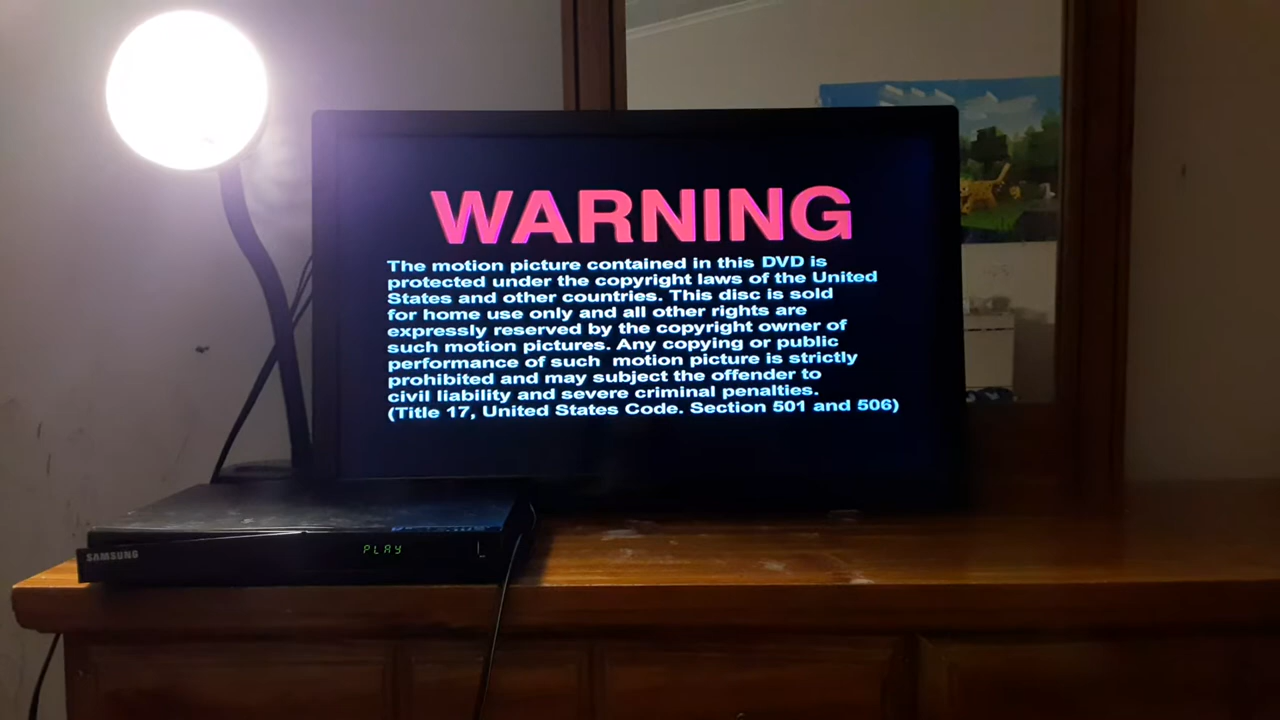 WARNING
The motion picture contained in this DVD is
protected under the copyright laws of the United
States and other countries. This disc is sold
for home use only and all other rights are
expressly reserved by the copyright owner of
such motion pictures. Any copying or public
performance of such motion picture is strictly
prohibited and may subject the offender to
civil liability and severe criminal penalties.
(Title 17, United States Code. Section 501 and 506)
SAMSUNG
PLAY